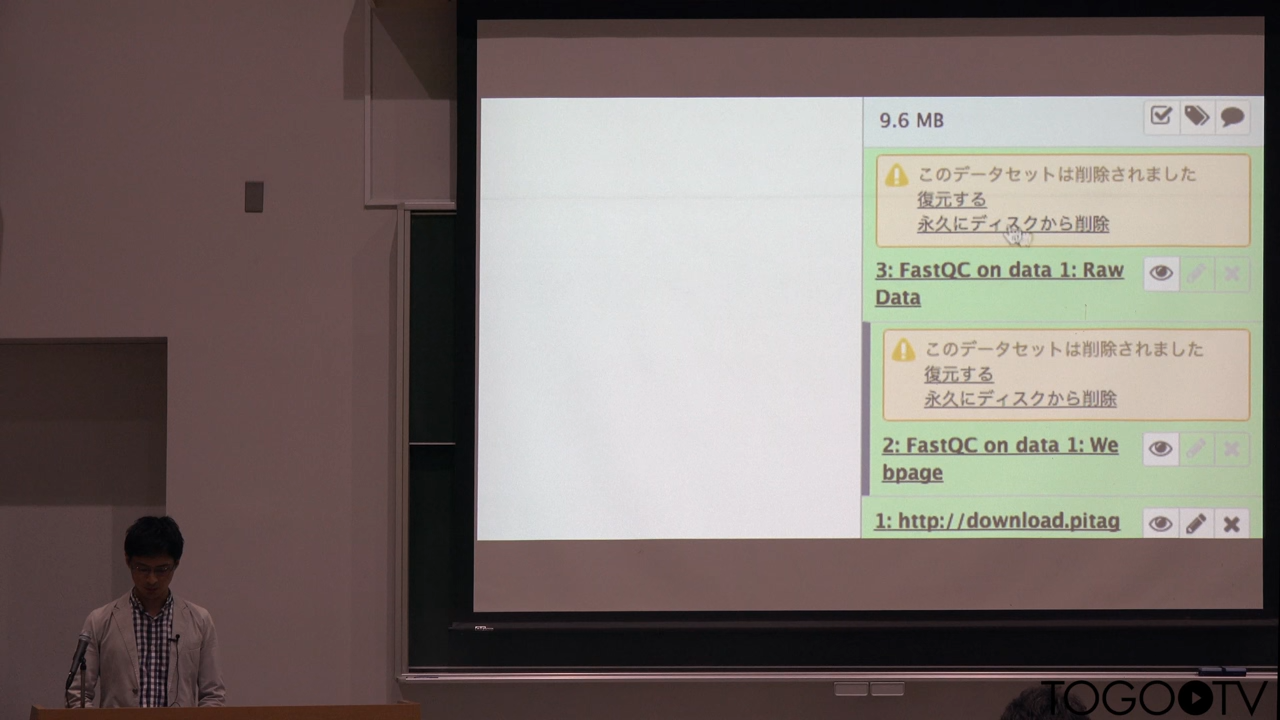 9.6 MB
このデータセットは削除されました
復元する
永久にディスクから削除
3: FastQC on data 1: Raw
Data
このデータセットは削除されました
復元する
永久にディスクから削除
2: FastQC on data 1: We
bpage
1: http://download.pitag
TOGO TV